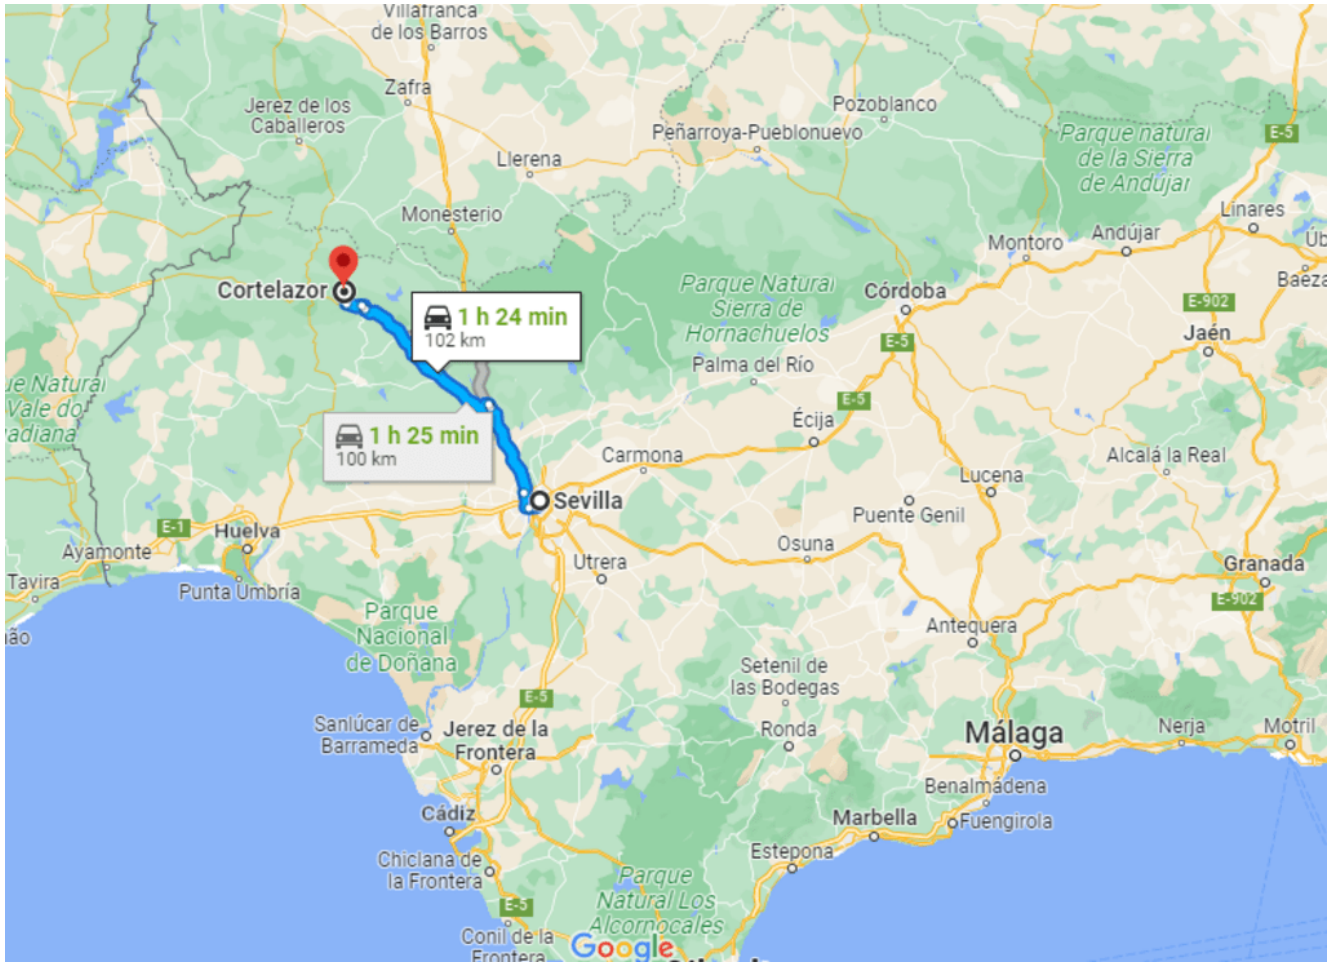 Villafranca
de los Barros
Zafra
Jerez de los
Caballeros
Pozoblanco
Peñarroya-Pueblonuevo
E-5
Parque natural
de la Sierra
de Andújar
Llerena
Monesterio
Linares
Andújar
Montoro
Úb
Baeza
Cortelazor
Parque Natural
Sierra de
Hornachuelos
Córdoba
E-902
1 h 24 min
102 km
E-5
Jaén
Palma del Río
ue Natural
Vale do
adiana
E-5
Écija
1 h 25 min
100 km
Carmona
Alcalá la Real
Lucena
Sevilla
Puente Genil
E-1
Huelva
Ayamonte
Osuna
Utrera
Granada
Tavira
Punta Umbría
E-902
Parque
Nacional
de Doñana
ão
Antequera
Setenil de
las Bodegas
E-5
Sanlúcar de
Barrameda
Jerez de la
Frontera
Ronda
Málaga
Nerja
Motril
Benalmádena
Cádiz
Marbella
Fuengirola
Chiclana de
la Frontera
Estepona
Parque
Natural Los
Alcornocales
E-5
Conil de la
Frontera
Google